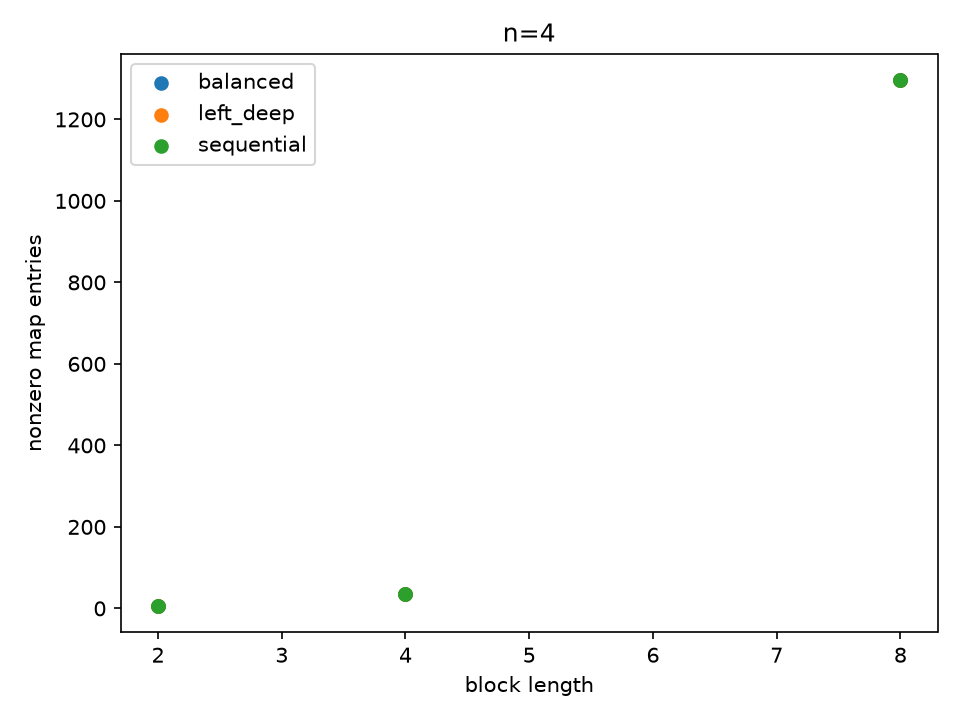 n=4
balanced
left_deep
sequential
1200
1000
800
600
400
200
0
nonzero map entries
2 3 4 5 6 7 8
block length